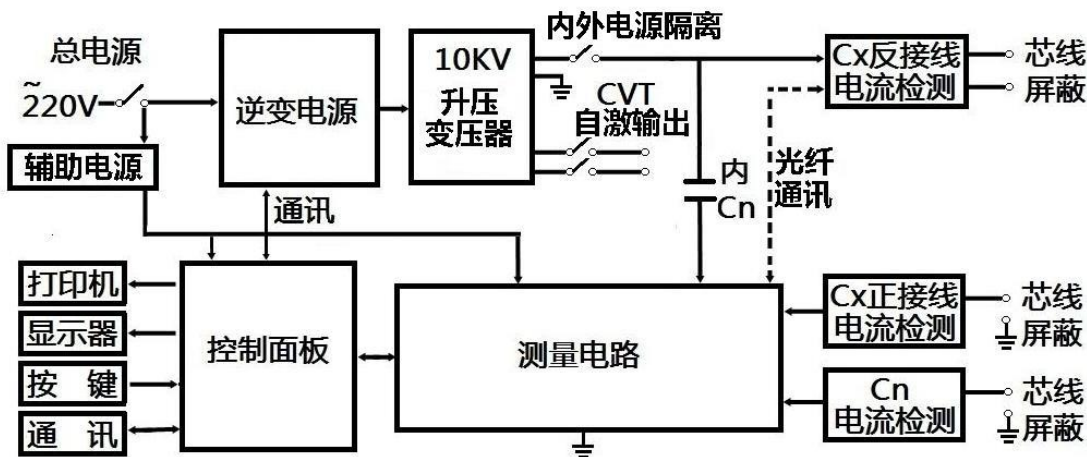 总电源
~
220V
辅助电源
逆变电源
10KV
升压
变压器
内外电源隔离
CVT
自激输出
内
Cn
光纤
通讯
Cx反接线
电流检测
芯线
屏蔽
通讯
打印机
显示器
按 键
通 讯
控制面板
测量电路
Cx正接线
电流检测
芯线
屏蔽
Cn
电流检测
芯线
屏蔽